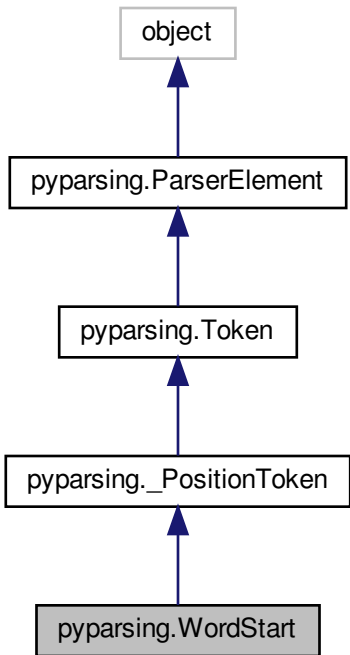 object
pyparsing.ParserElement
pyparsing.Token
pyparsing._PositionToken
pyparsing.WordStart